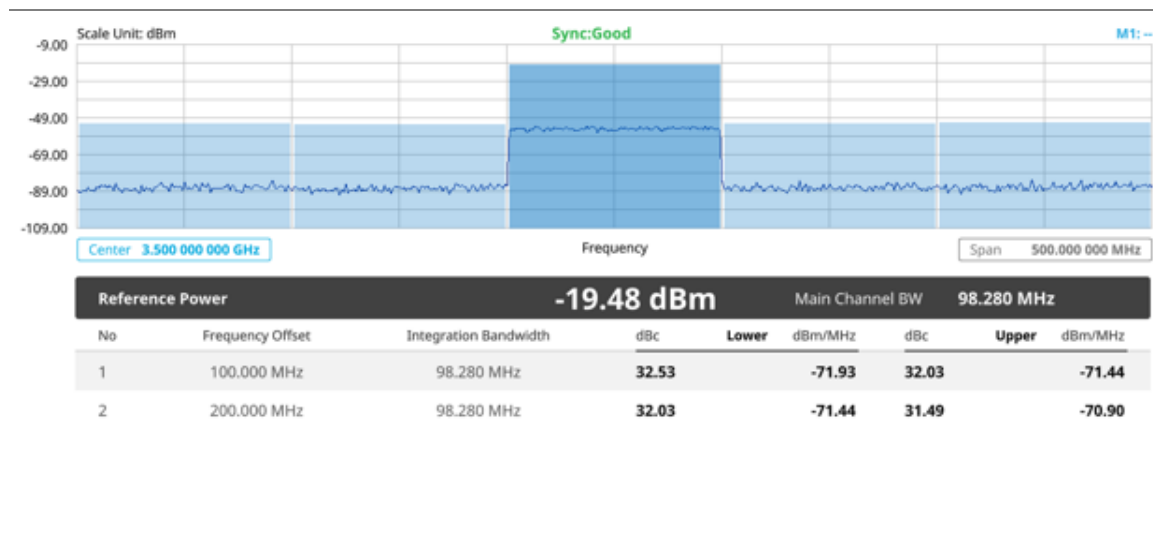 Scale Unit: dBm Sync:Good M1: --
-9.00
-29.00
-49.00
-69.00
-89.00
-109.00
Center 3.500 000 000 GHz Frequency Span 500.000 000 MHz
Reference Power -19.48 dBm Main Channel BW 98.280 MHz
No Frequency Offset Integration Bandwidth dBc Lower dBm/MHz dBc Upper dBm/MHz
1 100.000 MHz 98.280 MHz 32.53 -71.93 32.03 -71.44
2 200.000 MHz 98.280 MHz 32.03 -71.44 31.49 -70.90